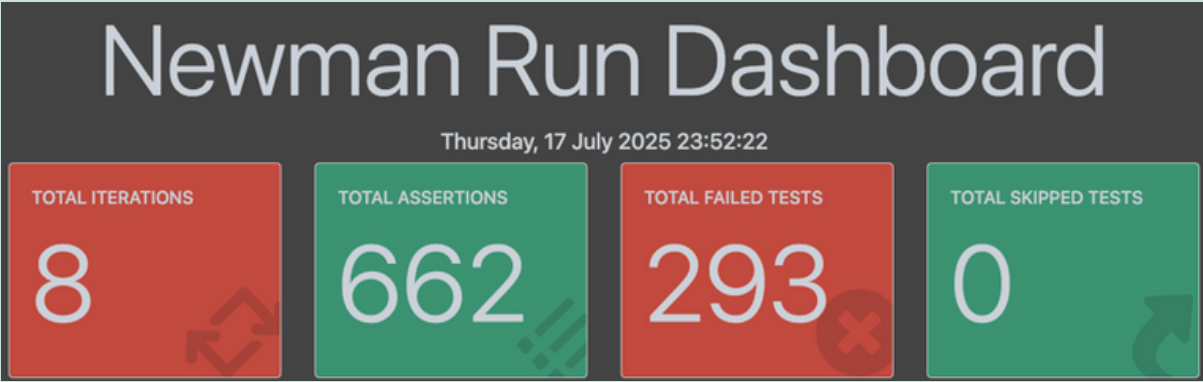 Newman Run Dashboard
Thursday, 17 July 2025 23:52:22
TOTAL ITERATIONS
8
TOTAL ASSERTIONS
662
TOTAL FAILED TESTS
293
TOTAL SKIPPED TESTS
0